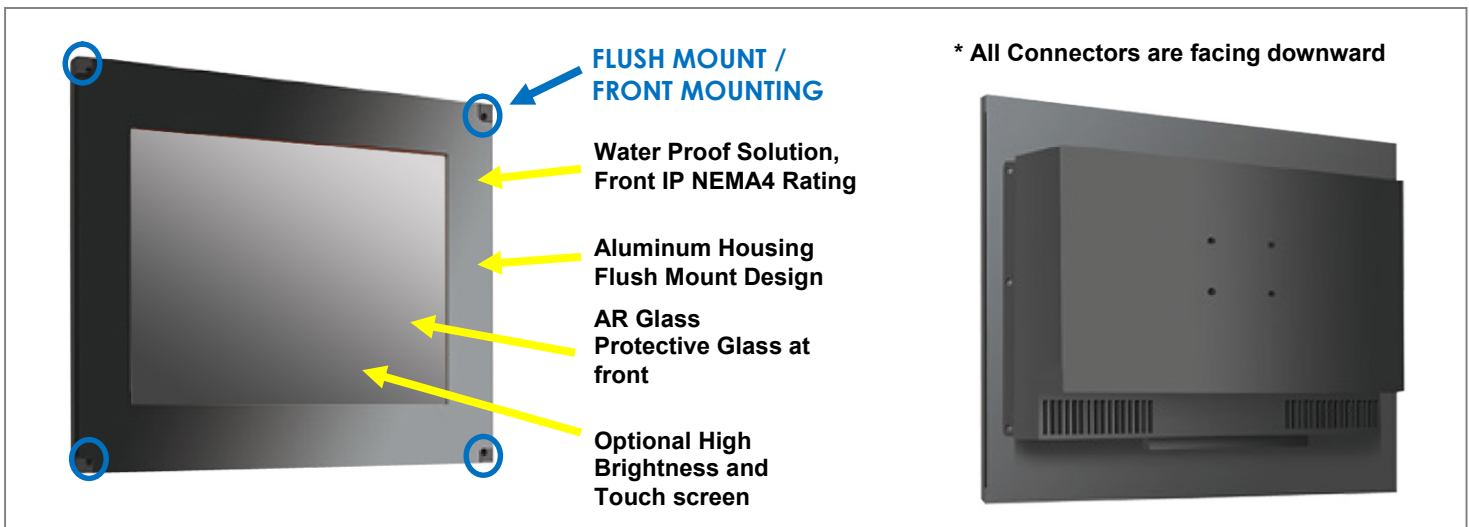 FLUSH MOUNT /
FRONT MOUNTING
Water Proof Solution,
Front IP NEMA4 Rating
Aluminum Housing
Flush Mount Design
AR Glass
Protective Glass at
front
Optional High
Brightness and
Touch screen
* All Connectors are facing downward